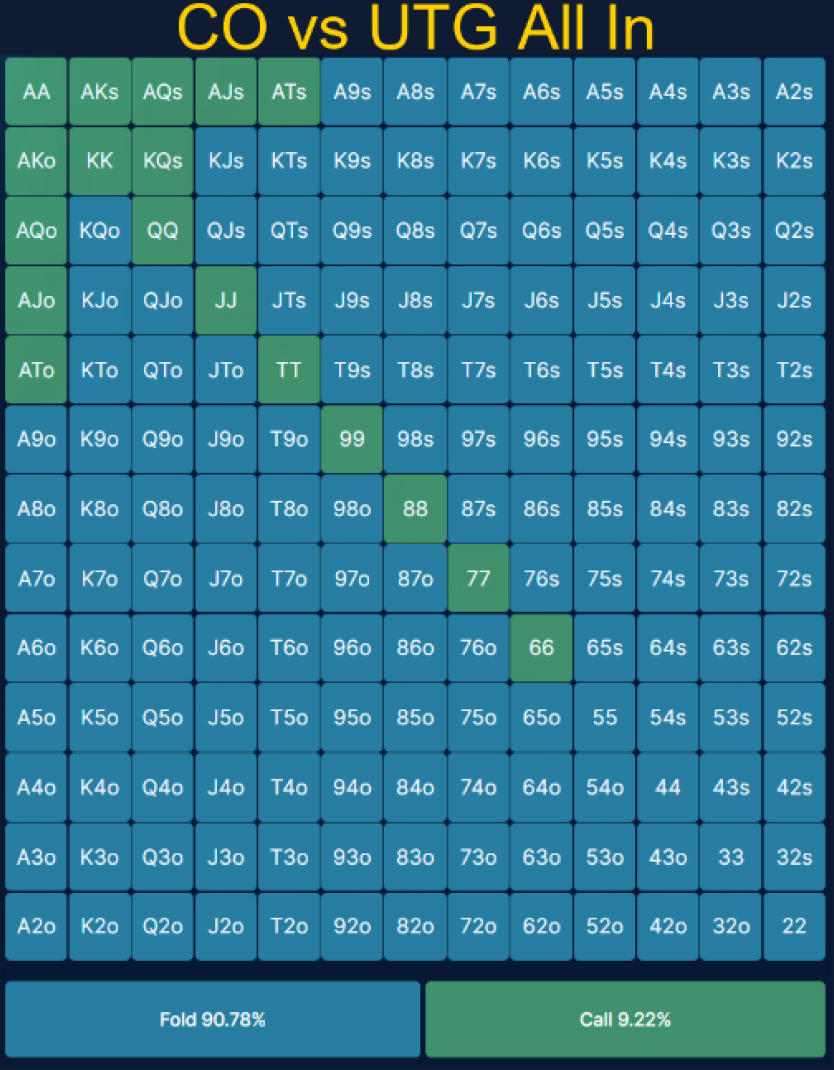 CO vs UTG All In
AA AKs AQs AJs ATs A9s A8s A7s A6s A5s A4s A3s A2s
AKo KK KQs KJs KTs K9s K8s K7s K6s K5s K4s K3s K2s
AQo KQo QQ QJs QTs Q9s Q8s Q7s Q6s Q5s Q4s Q3s Q2s
AJo KJo QJo JJ JTs J9s J8s J7s J6s J5s J4s J3s J2s
ATo KTo QTo JTo TT T9s T8s T7s T6s T5s T4s T3s T2s
A9o K9o Q9o J9o T9o 99 98s 97s 96s 95s 94s 93s 92s
A8o K8o Q8o J8o T8o 98o 88 87s 86s 85s 84s 83s 82s
A7o K7o Q7o J7o T7o 97o 87o 77 76s 75s 74s 73s 72s
A6o K6o Q6o J6o T6o 96o 86o 76o 66 65s 64s 63s 62s
A5o K5o Q5o J5o T5o 95o 85o 75o 65o 55 54s 53s 52s
A4o K4o Q4o J4o T4o 94o 84o 74o 64o 54o 44 43s 42s
A3o K3o Q3o J3o T3o 93o 83o 73o 63o 53o 43o 33 32s
A2o K2o Q2o J2o T2o 92o 82o 72o 62o 52o 42o 32o 22
Fold 90.78% Call 9.22%